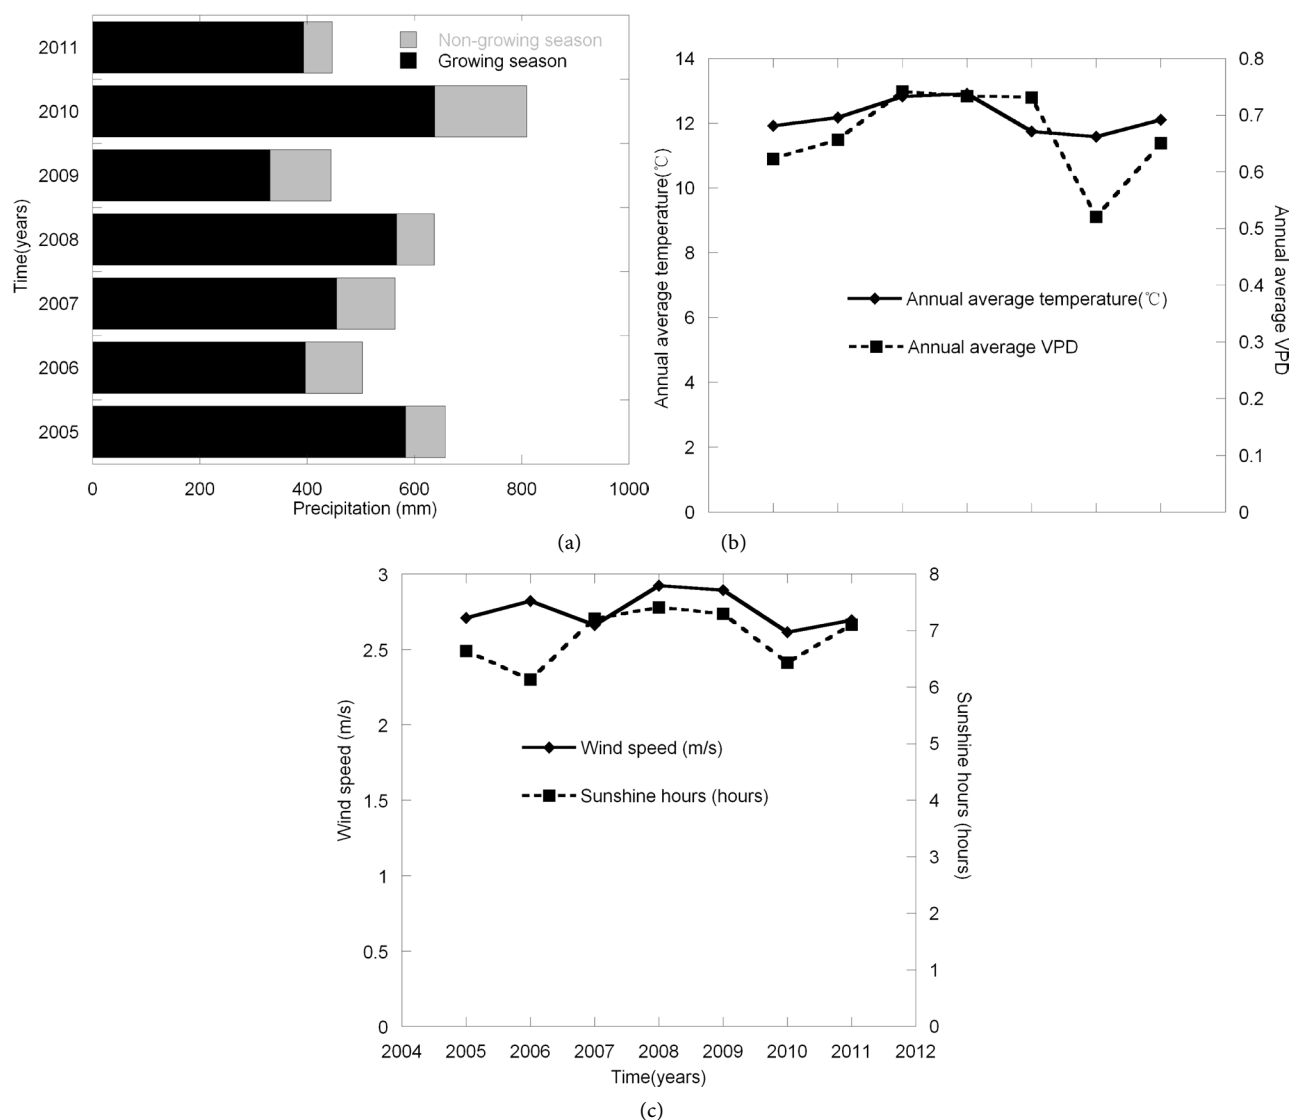 Non-growing season
Growing season
2011
2010
2009
2008
2007
2006
2005
Time(years)
0 200 400 600 800 1000
Precipitation (mm)
(a)
14
12
10
8
6
4
2
0
Annual average temperature(℃)
0.8
0.7
0.6
0.5
0.4
0.3
0.2
0.1
0
Annual average VPD
Annual average temperature(℃)
Annual average VPD
(b)
3
2.5
2
1.5
1
0.5
0
Wind speed (m/s)
8
7
6
5
4
3
2
1
0
Sunshine hours (hours)
Wind speed (m/s)
Sunshine hours (hours)
2004 2005 2006 2007 2008 2009 2010 2011 2012
Time(years)
(c)